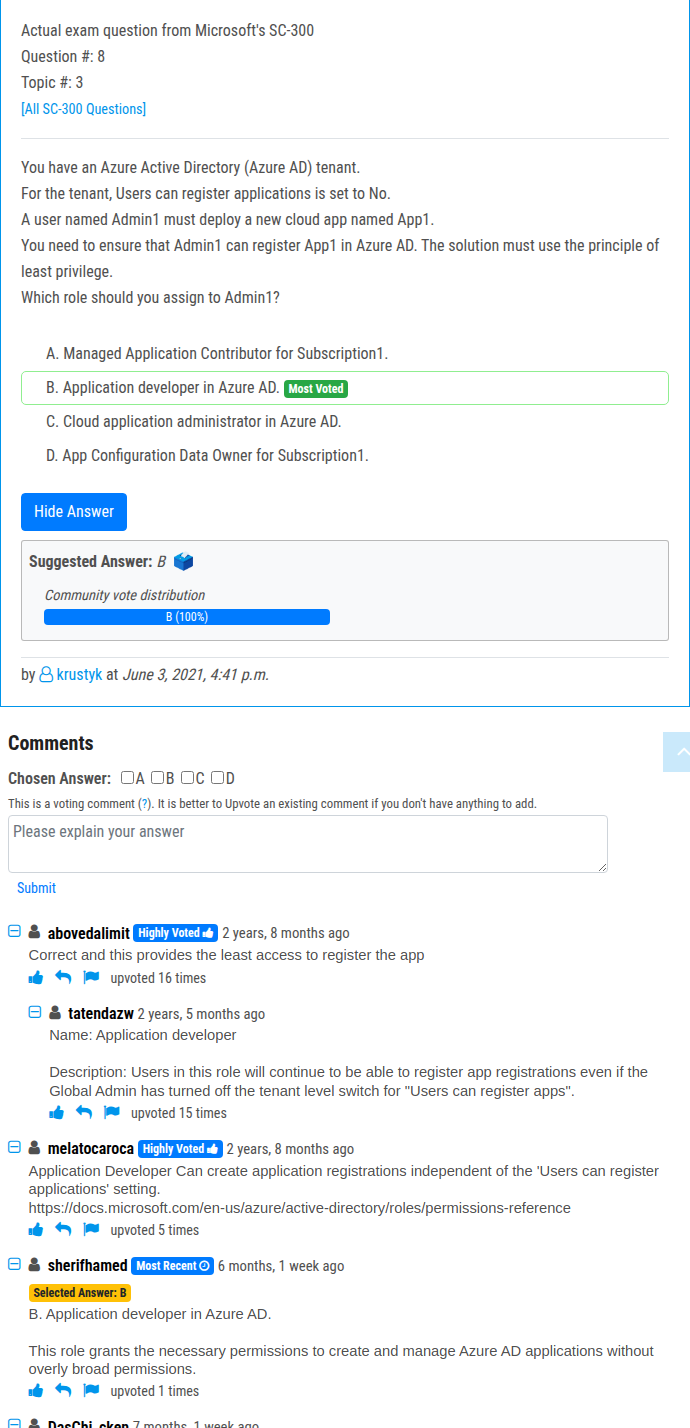 Actual exam question from Microsoft's SC-300
Question #: 8
Topic #: 3
[All SC-300 Questions]
You have an Azure Active Directory (Azure AD) tenant.
For the tenant, Users can register applications is set to No.
A user named Admin1 must deploy a new cloud app named App1.
You need to ensure that Admin1 can register App1 in Azure AD. The solution must use the principle of
least privilege.
Which role should you assign to Admin1?
A. Managed Application Contributor for Subscription1.
B. Application developer in Azure AD. Most Voted
C. Cloud application administrator in Azure AD.
D. App Configuration Data Owner for Subscription1.
Hide Answer
Suggested Answer: B
Community vote distribution
B (100%)
by krustyk at June 3, 2021, 4:41 p.m.
Comments
Chosen Answer: A B C D
This is a voting comment (?). It is better to Upvote an existing comment if you don't have anything to add.
Please explain your answer
Submit
abovedalimit Highly Voted 2 years, 8 months ago
Correct and this provides the least access to register the app
upvoted 16 times
tatendazw 2 years, 5 months ago
Name: Application developer
Description: Users in this role will continue to be able to register app registrations even if the
Global Admin has turned off the tenant level switch for "Users can register apps".
upvoted 15 times
melatocaroca Highly Voted 2 years, 8 months ago
Application Developer Can create application registrations independent of the 'Users can register
applications' setting.
https://docs.microsoft.com/en-us/azure/active-directory/roles/permissions-reference
upvoted 5 times
sherifhamed Most Recent 6 months, 1 week ago
Selected Answer: B
B. Application developer in Azure AD.
This role grants the necessary permissions to create and manage Azure AD applications without
overly broad permissions.
upvoted 1 times
DasChi_cken 7 months, 1 week ago